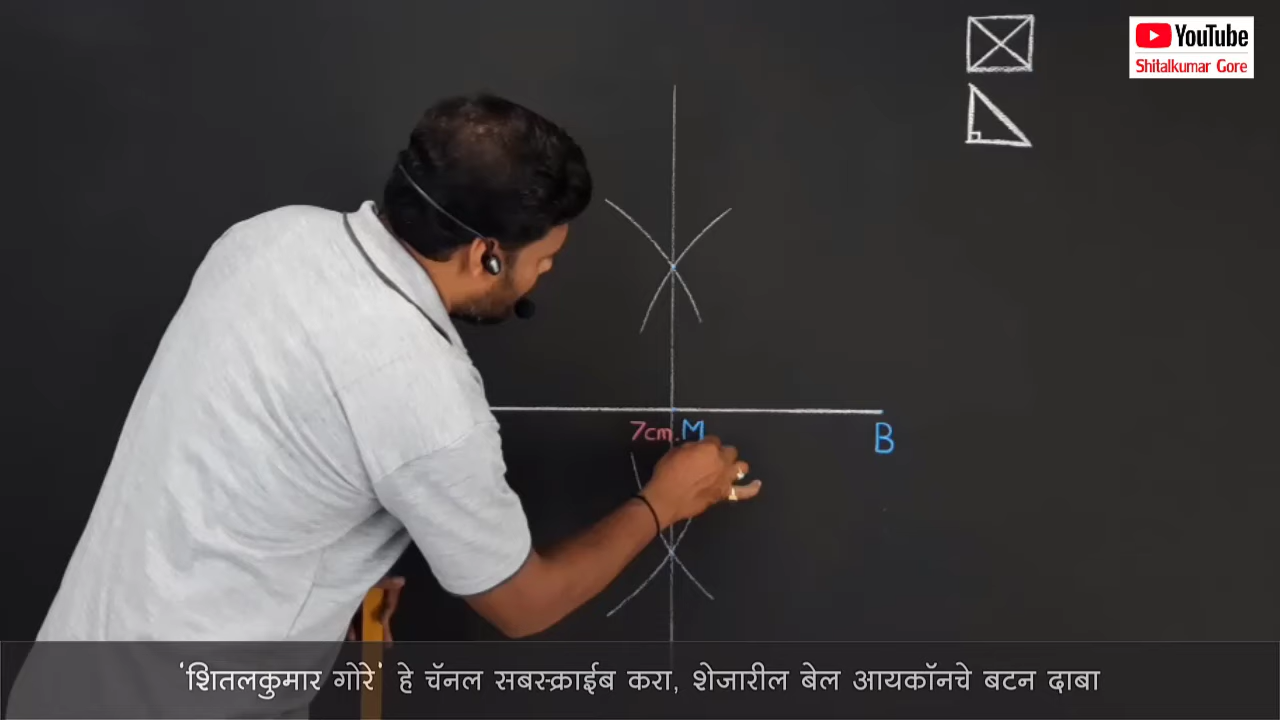 YouTube
Shitalkumar Gore
7cm. M
B
'शितलकुमार गोरे' हे चॅनल सबस्क्राईब करा, शेजारील बेल आयकॉनचे बटन दाबा